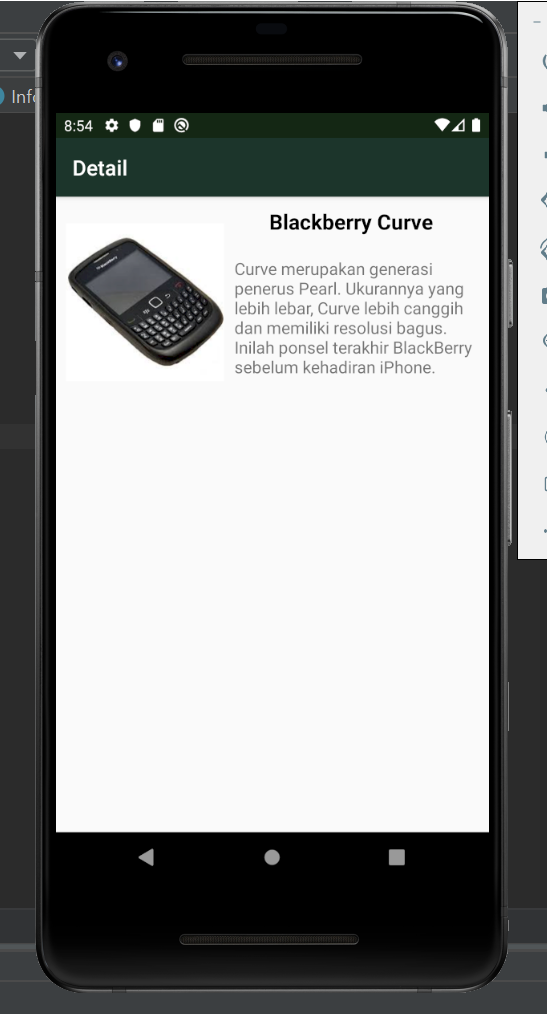 Info
8:54
Detail
Blackberry Curve
Curve merupakan generasi
penerus Pearl. Ukurannya yang
lebih lebar, Curve lebih canggih
dan memiliki resolusi bagus.
Inilah ponsel terakhir BlackBerry
sebelum kehadiran iPhone.